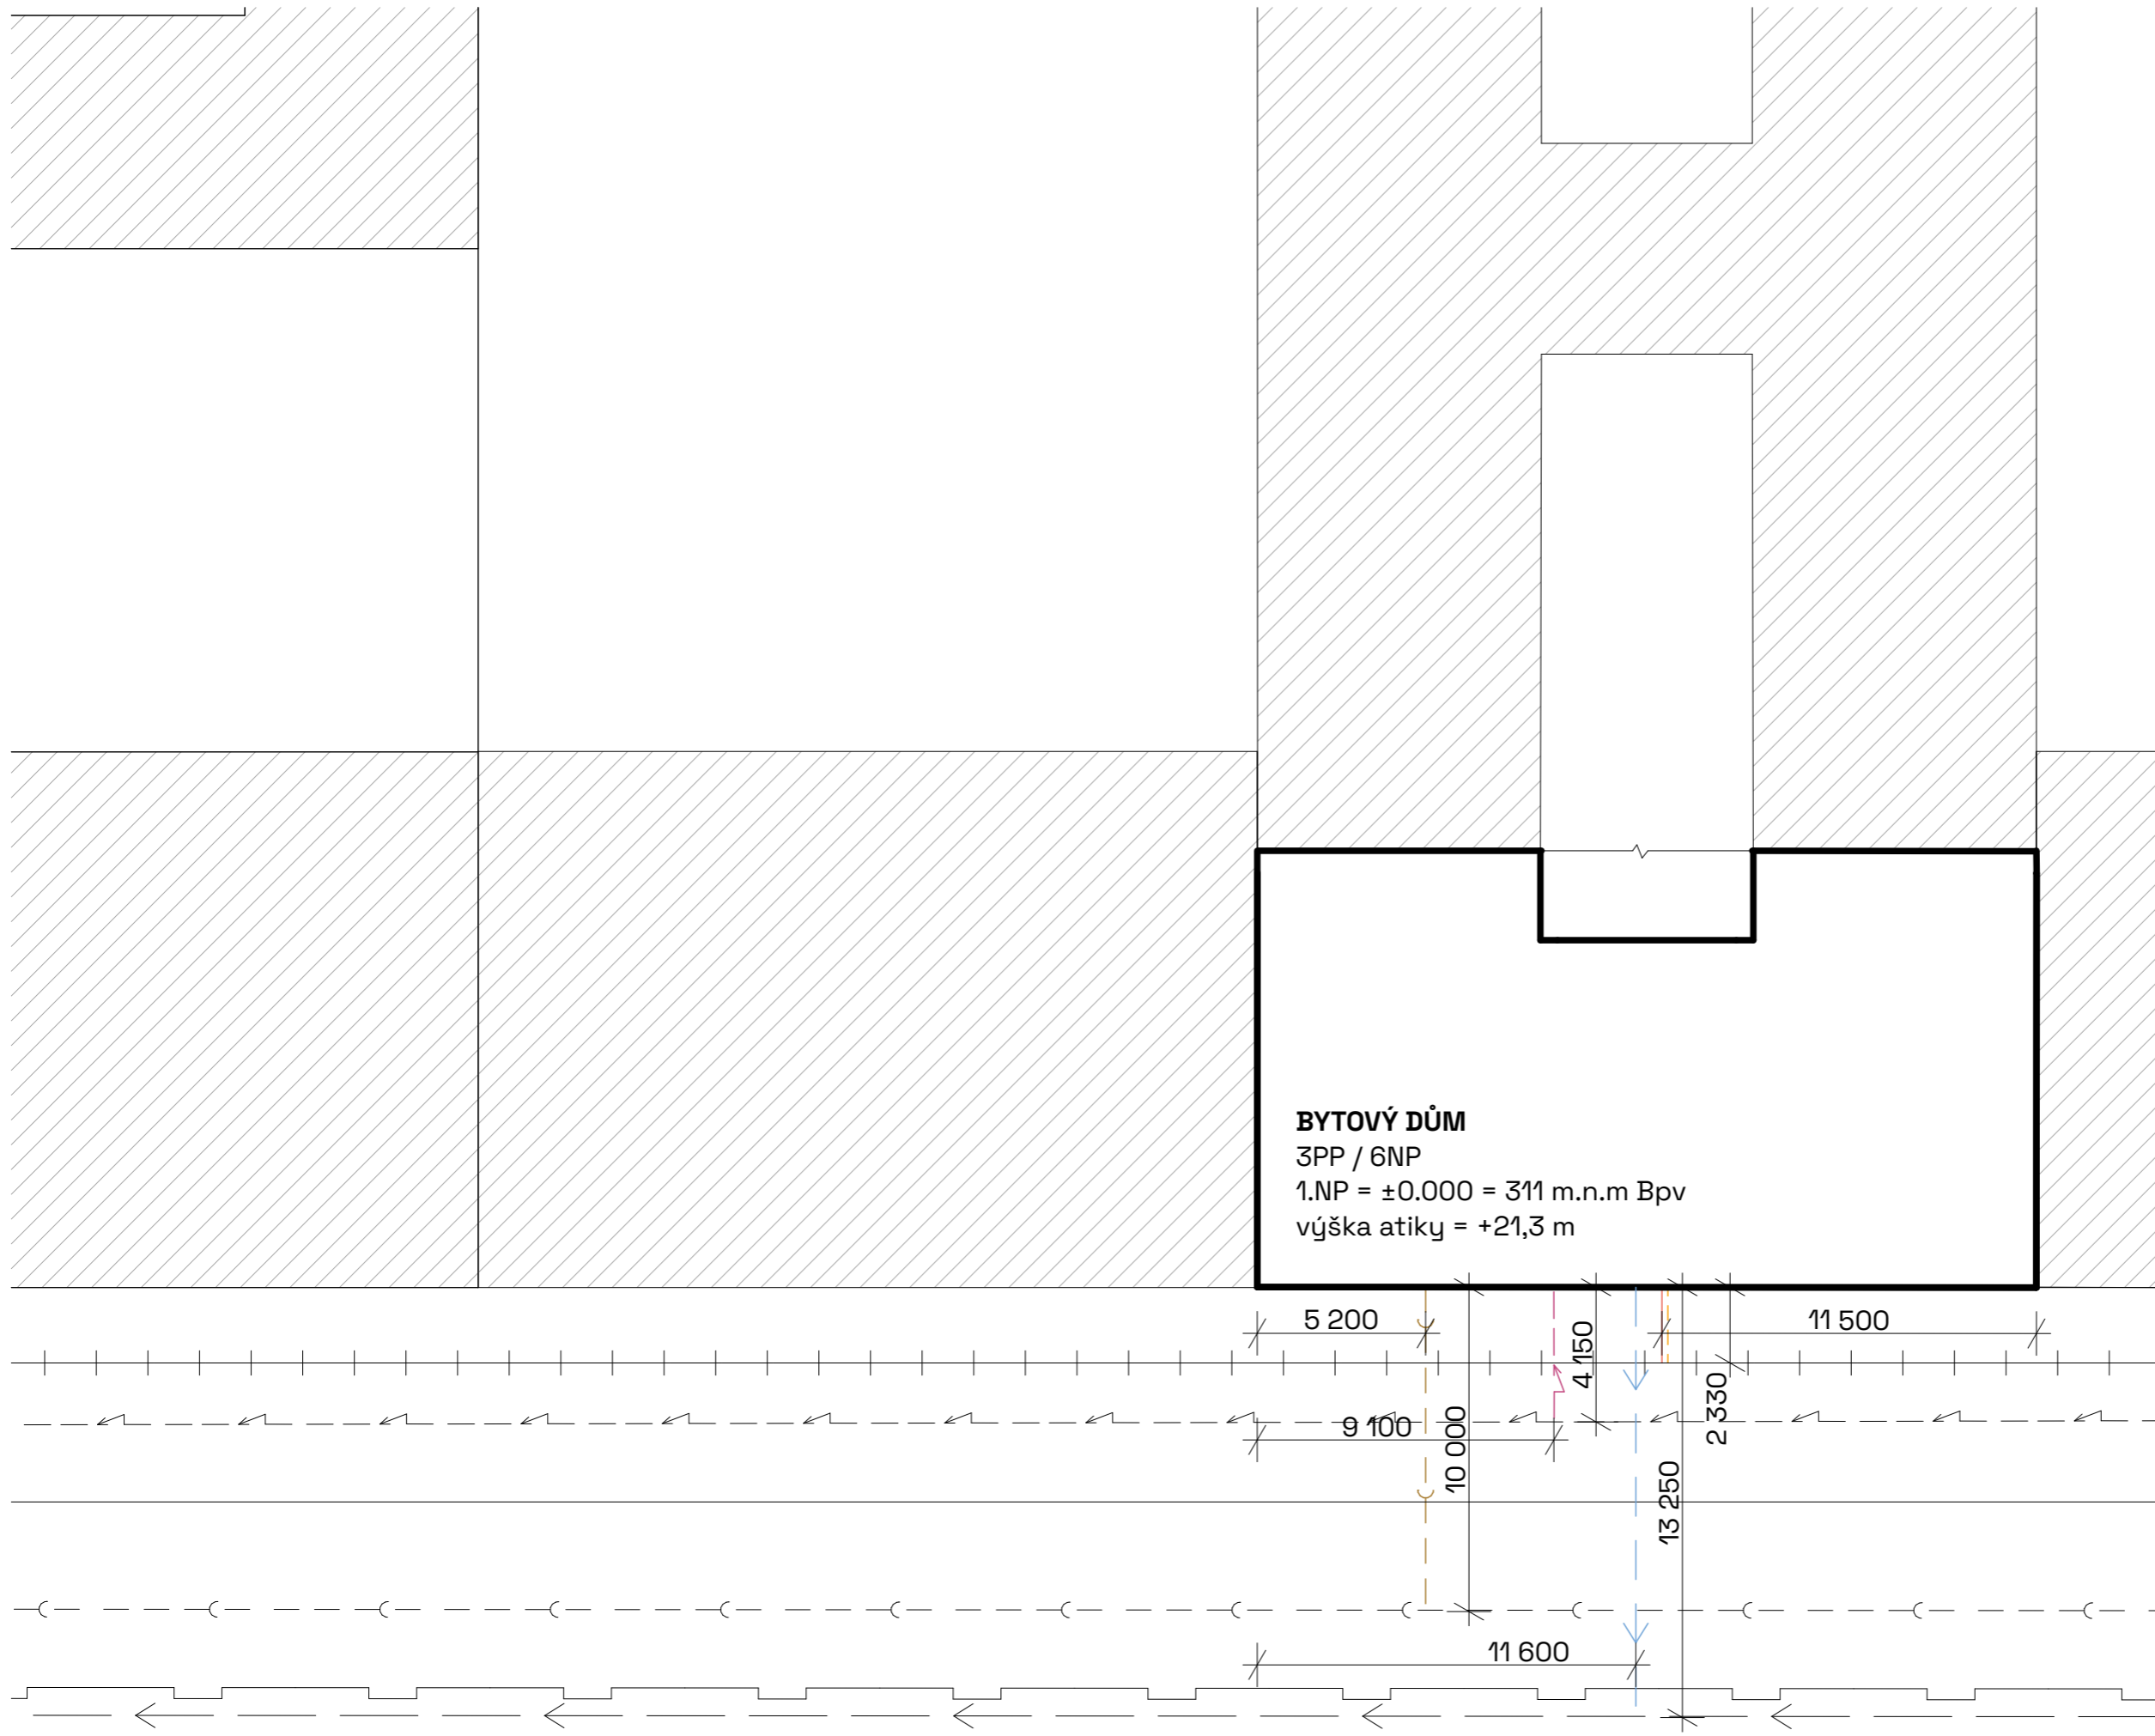 BYTOVÝ DŮM
3PP / 6NP
1.NP = ±0.000 = 311 m.n.m Bpv
výška atiky = +21,3 m
5 200
11 500
4 150
2 330
9 100
10 000
13 250
11 600